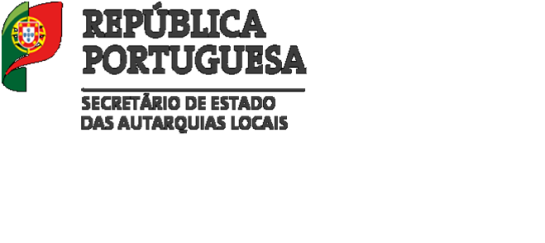 REPÚBLICA
PORTUGUESA
SECRETÁRIO DE ESTADO
DAS AUTARQUIAS LOCAIS